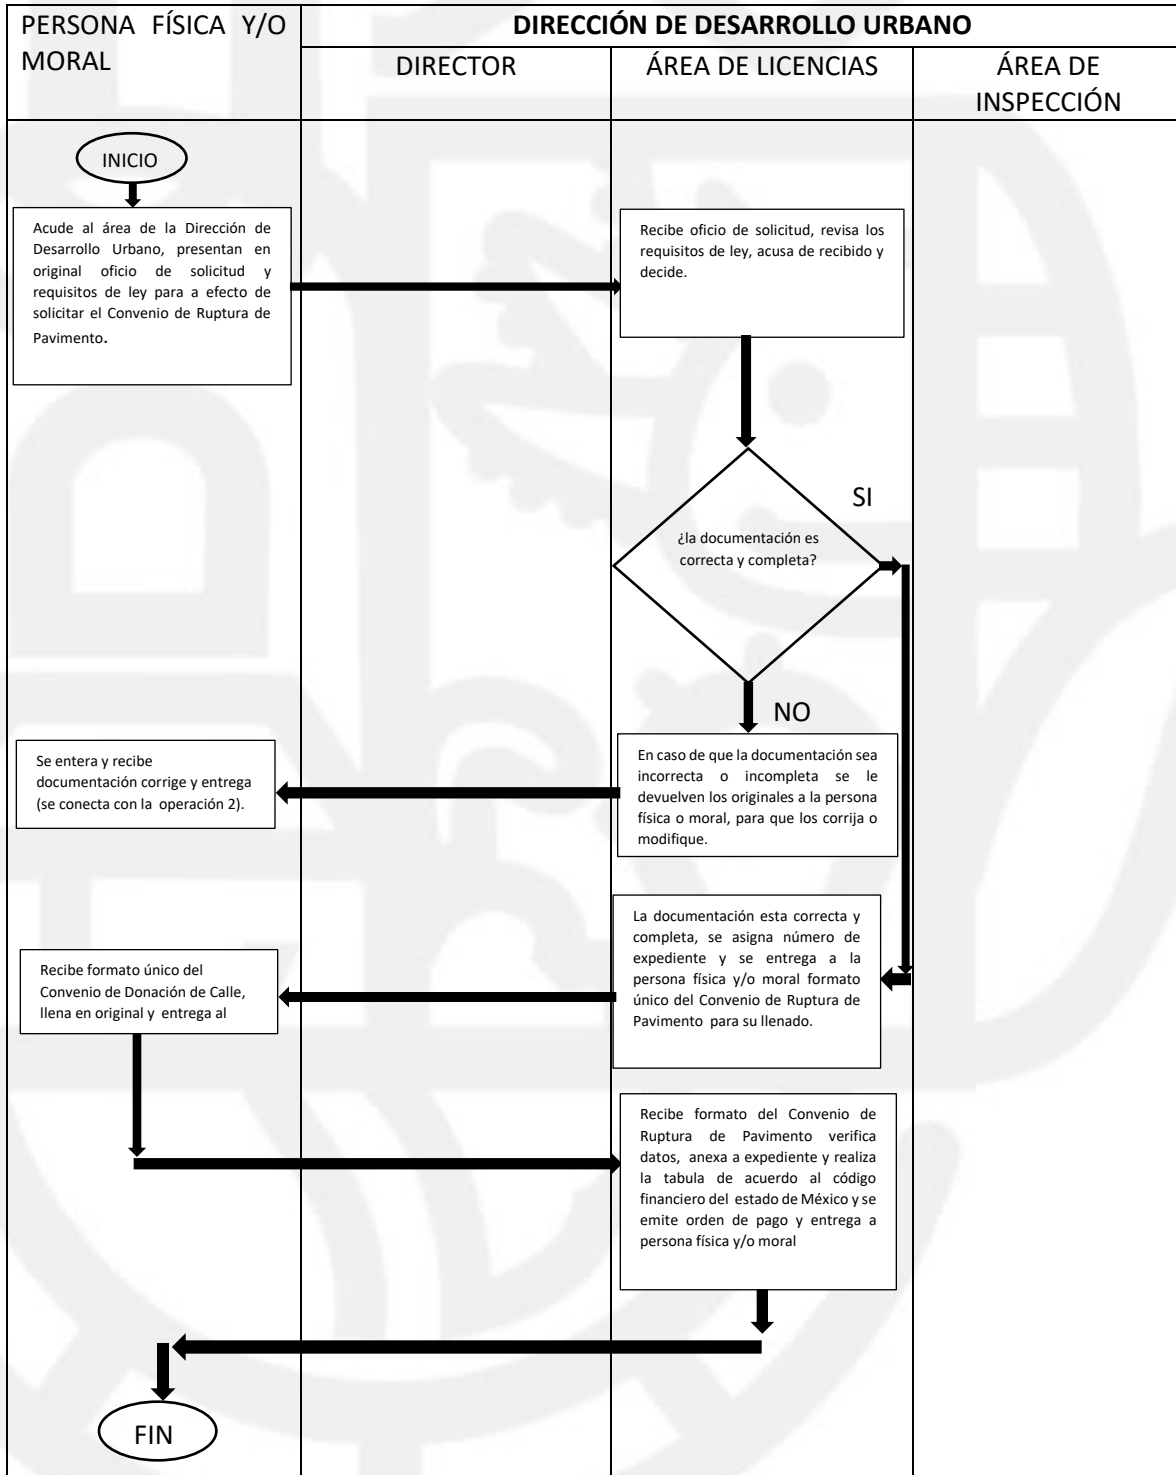 PERSONA FÍSICA Y/O
MORAL
DIRECCIÓN DE DESARROLLO URBANO
DIRECTOR
ÁREA DE LICENCIAS
ÁREA DE
INSPECCIÓN
INICIO
Acude al área de la Dirección de
Desarrollo Urbano, presentan en
original oficio de solicitud y
requisitos de ley para a efecto de
solicitar el Convenio de Ruptura de
Pavimento.
Recibe oficio de solicitud, revisa los
requisitos de ley, acusa de recibido y
decide.
SI
¿la documentación es
correcta y completa?
NO
Se entera y recibe
documentación corrige y entrega
(se conecta con la operación 2).
En caso de que la documentación sea
incorrecta o incompleta se le
devuelven los originales a la persona
física o moral, para que los corrija o
modifique.
La documentación esta correcta y
completa, se asigna número de
expediente y se entrega a la
persona física y/o moral formato
único del Convenio de Ruptura de
Pavimento para su llenado.
Recibe formato único del
Convenio de Donación de Calle,
llena en original y entrega al
Recibe formato del Convenio de
Ruptura de Pavimento verifica
datos, anexa a expediente y realiza
la tabula de acuerdo al código
financiero del estado de México y se
emite orden de pago y entrega a
persona física y/o moral
FIN